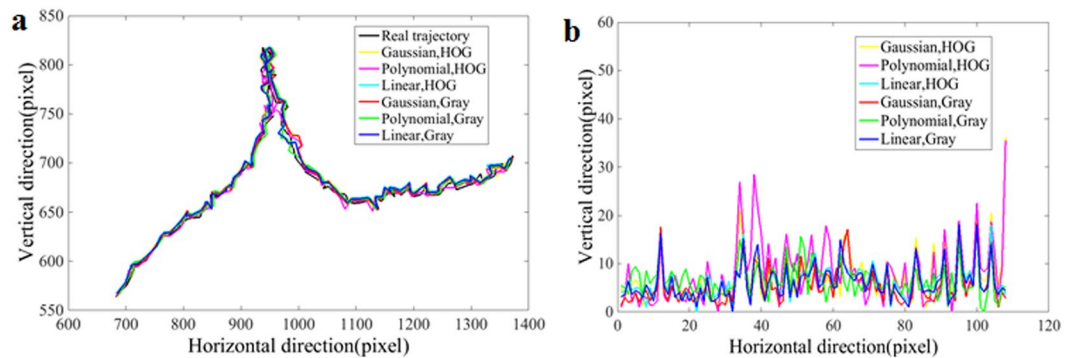 a
850
800
750
700
650
600
550
Vertical direction(pixel)
600
700
800
900
1000
1100
1200
1300
1400
Horizontal direction(pixel)
Real trajectory
Gaussian,HOG
Polynomial,HOG
Linear,HOG
Gaussian,Gray
Polynomial,Gray
Linear,Gray
b
60
50
40
30
20
10
0
Vertical direction(pixel)
0
20
40
60
80
100
120
Horizontal direction(pixel)
Gaussian,HOG
Polynomial,HOG
Linear,HOG
Gaussian,Gray
Polynomial,Gray
Linear,Gray